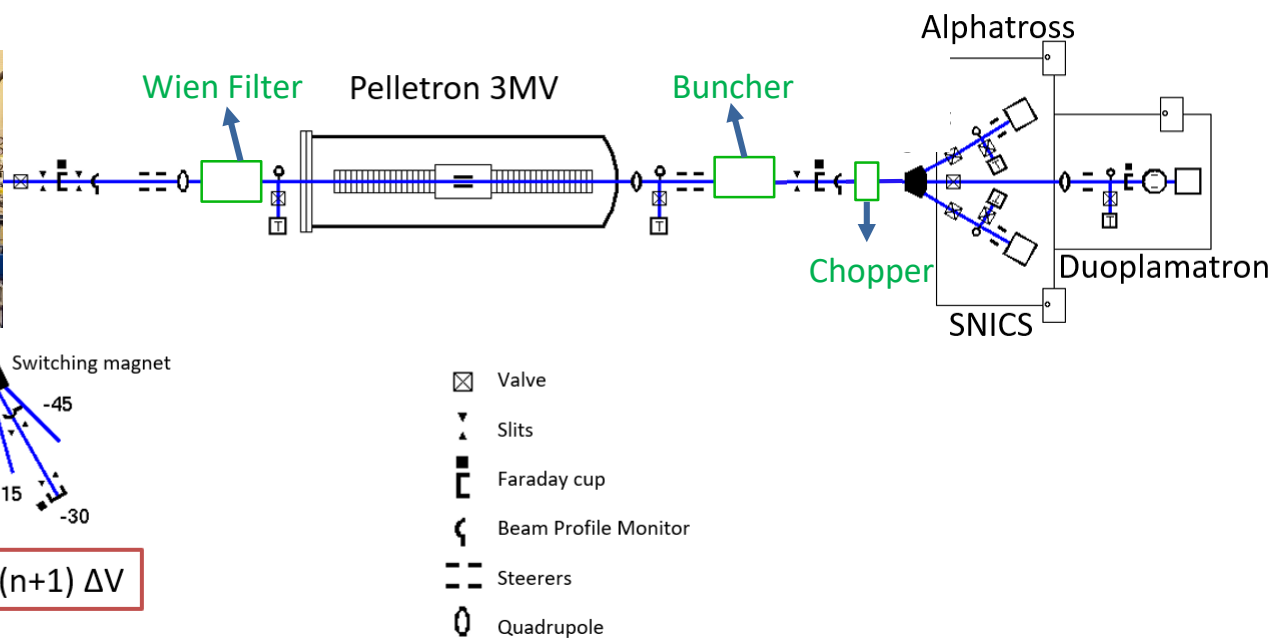 Alphatross
Wien Filter
Pelletron 3MV
Buncher
T
T
T
T
T
Chopper
Duoplamatron
SNICS
Switching magnet
-45
15
-30
(n+1) ΔV
Valve
Slits
Faraday cup
Beam Profile Monitor
Steerers
Quadrupole